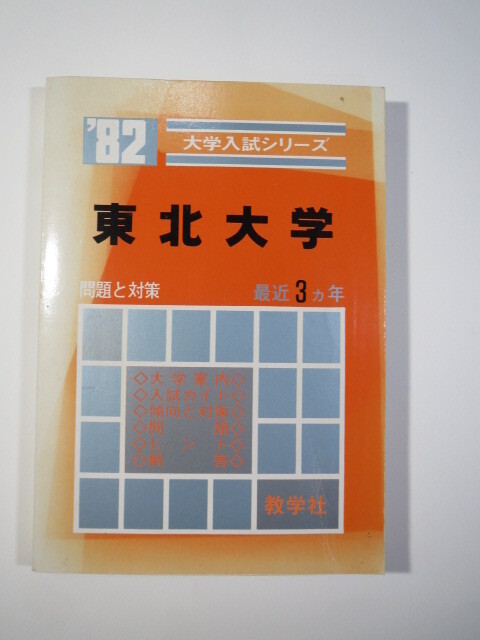 '82
大学入試シリーズ
東北大学
問題と対策
最近3ヵ年
◇大学案内◇
◇入試ガイド◇
◇傾向と対策◇
◇問題◇
◇ヒント◇
◇解答◇
教学社